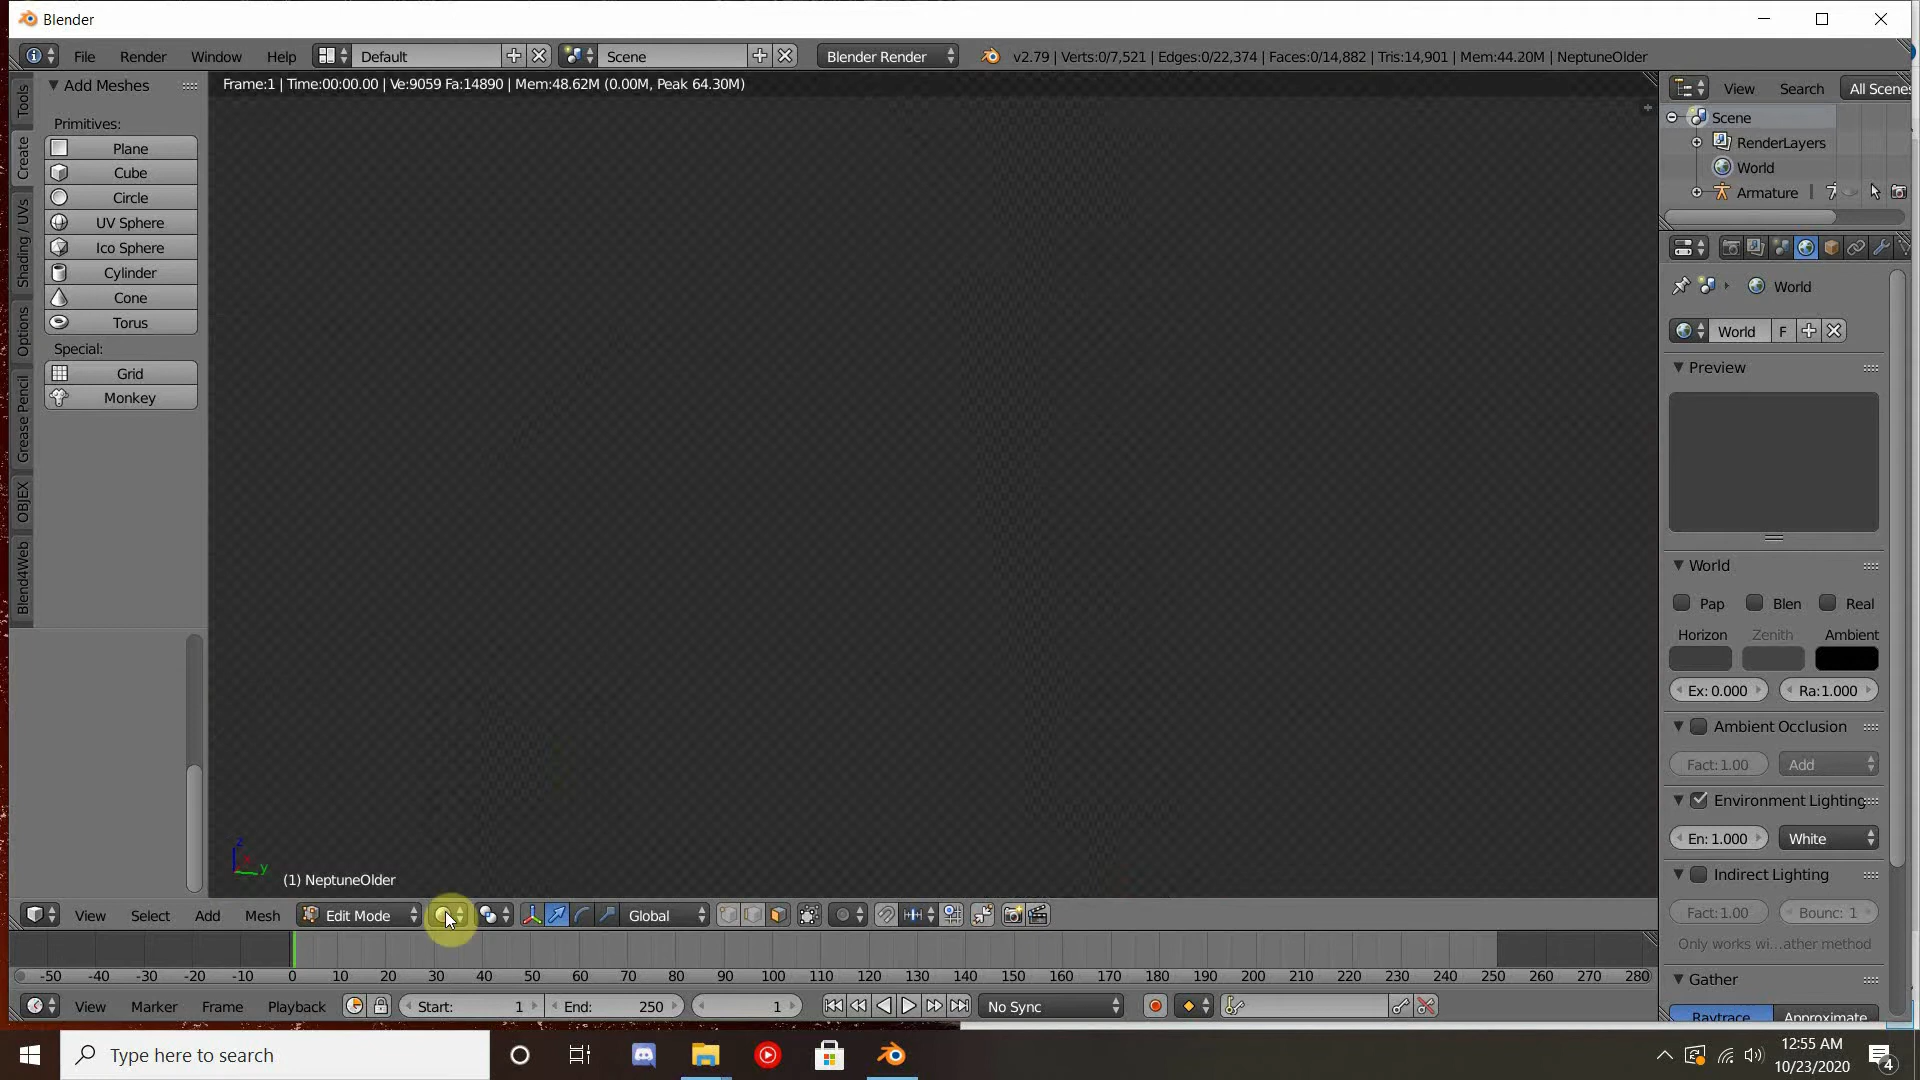 Blender
File Render Window Help Default Scene Blender Render v2.79 | Verts:0/7,521 | Edges:0/22,374 | Faces:0/14,882 | Tris:14,901 | Mem:44.20M | NeptuneOlder
Frame:1 | Time:00:00.00 | Ve:9059 Fa:14890 | Mem:48.62M (0.00M, Peak 64.30M)
Tools
Create
Shading / UVs
Options
Grease Pencil
OBJEX
Blend4Web
Add Meshes
Primitives:
Plane
Cube
Circle
UV Sphere
Ico Sphere
Cylinder
Cone
Torus
Special:
Grid
Monkey
z
x
y
(1) NeptuneOlder
View Search All Scenes
Scene
RenderLayers
World
Armature
World
World F
Preview
World
Pap Blen Real
Horizon Zenith Ambient
Ex: 0.000 Ra:1.000
Ambient Occlusion
Fact: 1.00 Add
Environment Lighting
En: 1.000 White
Indirect Lighting
Fact: 1.00 Bounc: 1
Only works wi...ather method
Gather
Raytrace Approximate
View Select Add Mesh Edit Mode Global
-50 -40 -30 -20 -10 0 10 20 30 40 50 60 70 80 90 100 110 120 130 140 150 160 170 180 190 200 210 220 230 240 250 260 270 280
View Marker Frame Playback Start: 1 End: 250 1 No Sync
Type here to search
12:55 AM
10/23/2020
4